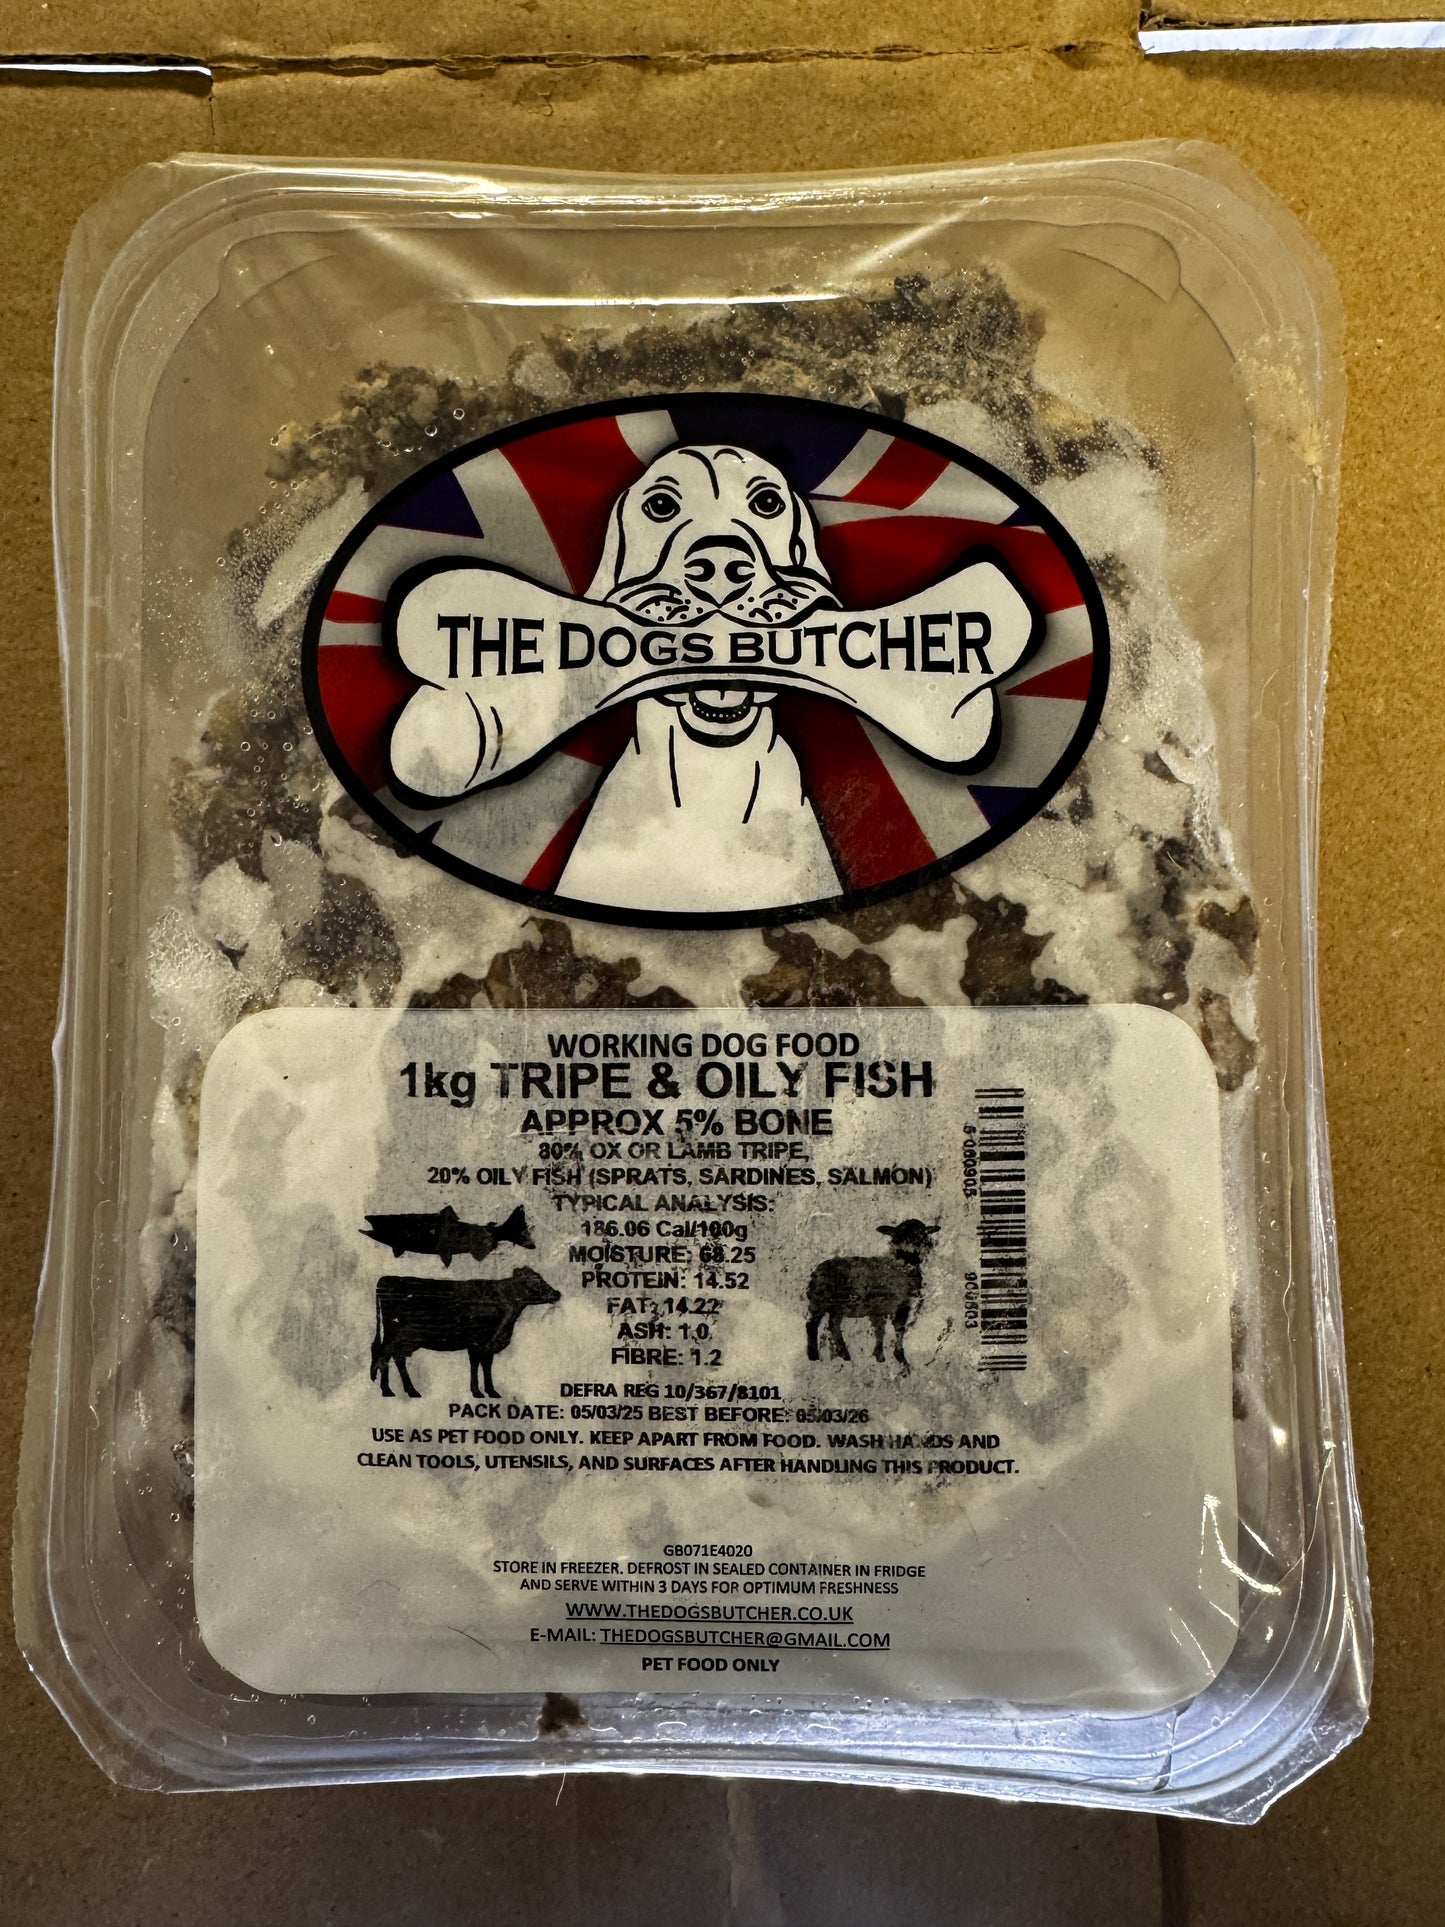 THE DOGS BUTCHER
WORKING DOG FOOD
1kg TRIPE & OILY FISH
APPROX 5% BONE
80% OX OR LAMB TRIPE,
20% OILY FISH (SPRATS, SARDINES, SALMON)
TYPICAL ANALYSIS:
186.06 Cal/100g
MOISTURE: 68.25
PROTEIN: 14.52
FAT: 14.22
ASH: 1.0
FIBRE: 1.2
DEFRA REG 10/367/8101
PACK DATE: 05/03/25 BEST BEFORE: 05/03/26
USE AS PET FOOD ONLY. KEEP APART FROM FOOD. WASH HANDS AND
CLEAN TOOLS, UTENSILS, AND SURFACES AFTER HANDLING THIS PRODUCT.
GB071E4020
STORE IN FREEZER. DEFROST IN SEALED CONTAINER IN FRIDGE
AND SERVE WITHIN 3 DAYS FOR OPTIMUM FRESHNESS
WWW.THEDOGSBUTCHER.CO.UK
E-MAIL: THEDOGSBUTCHER@GMAIL.COM
PET FOOD ONLY